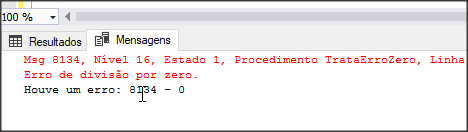 100 %
Resultados Mensagens
Msg 8134, Nível 16, Estado 1, Procedimento TrataErroZero, Linha
Erro de divisão por zero.
Houve um erro: 8134 - 0